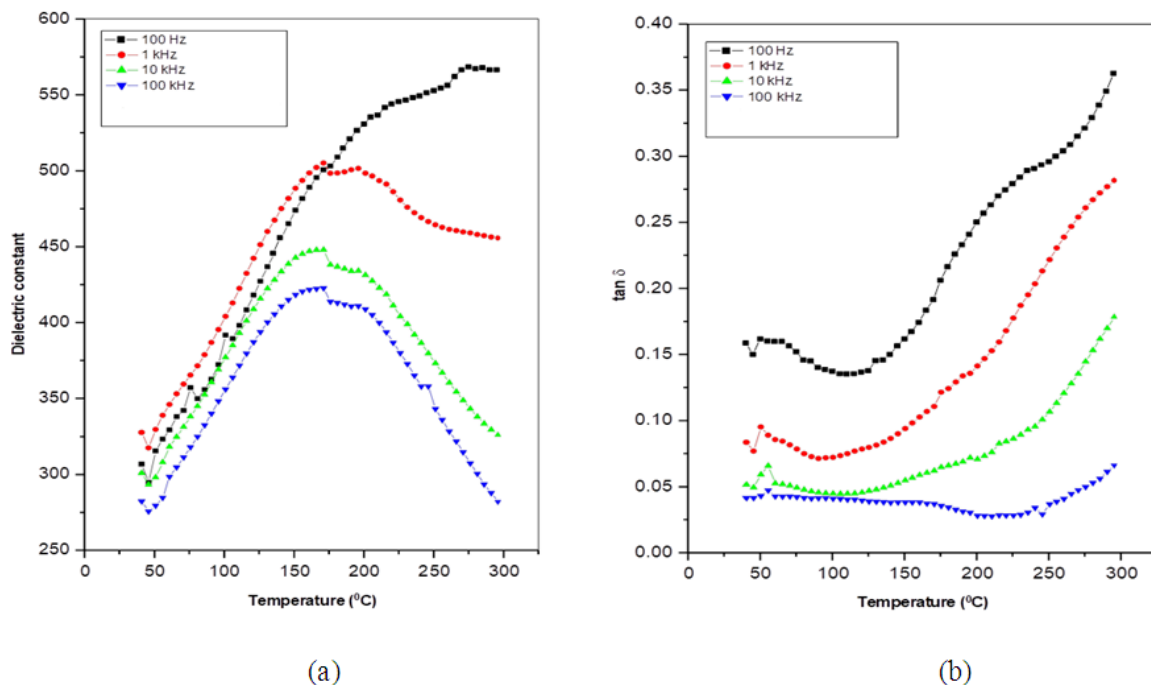 600
550
500
450
400
350
300
250
Dielectric constant
100 Hz
1 kHz
10 kHz
100 kHz
0
50
100
150
200
250
300
Temperature (⁰C)
(a)
0.40
0.35
0.30
0.25
0.20
0.15
0.10
0.05
0.00
tan δ
100 Hz
1 kHz
10 kHz
100 kHz
0
50
100
150
200
250
300
Temperature (⁰C)
(b)